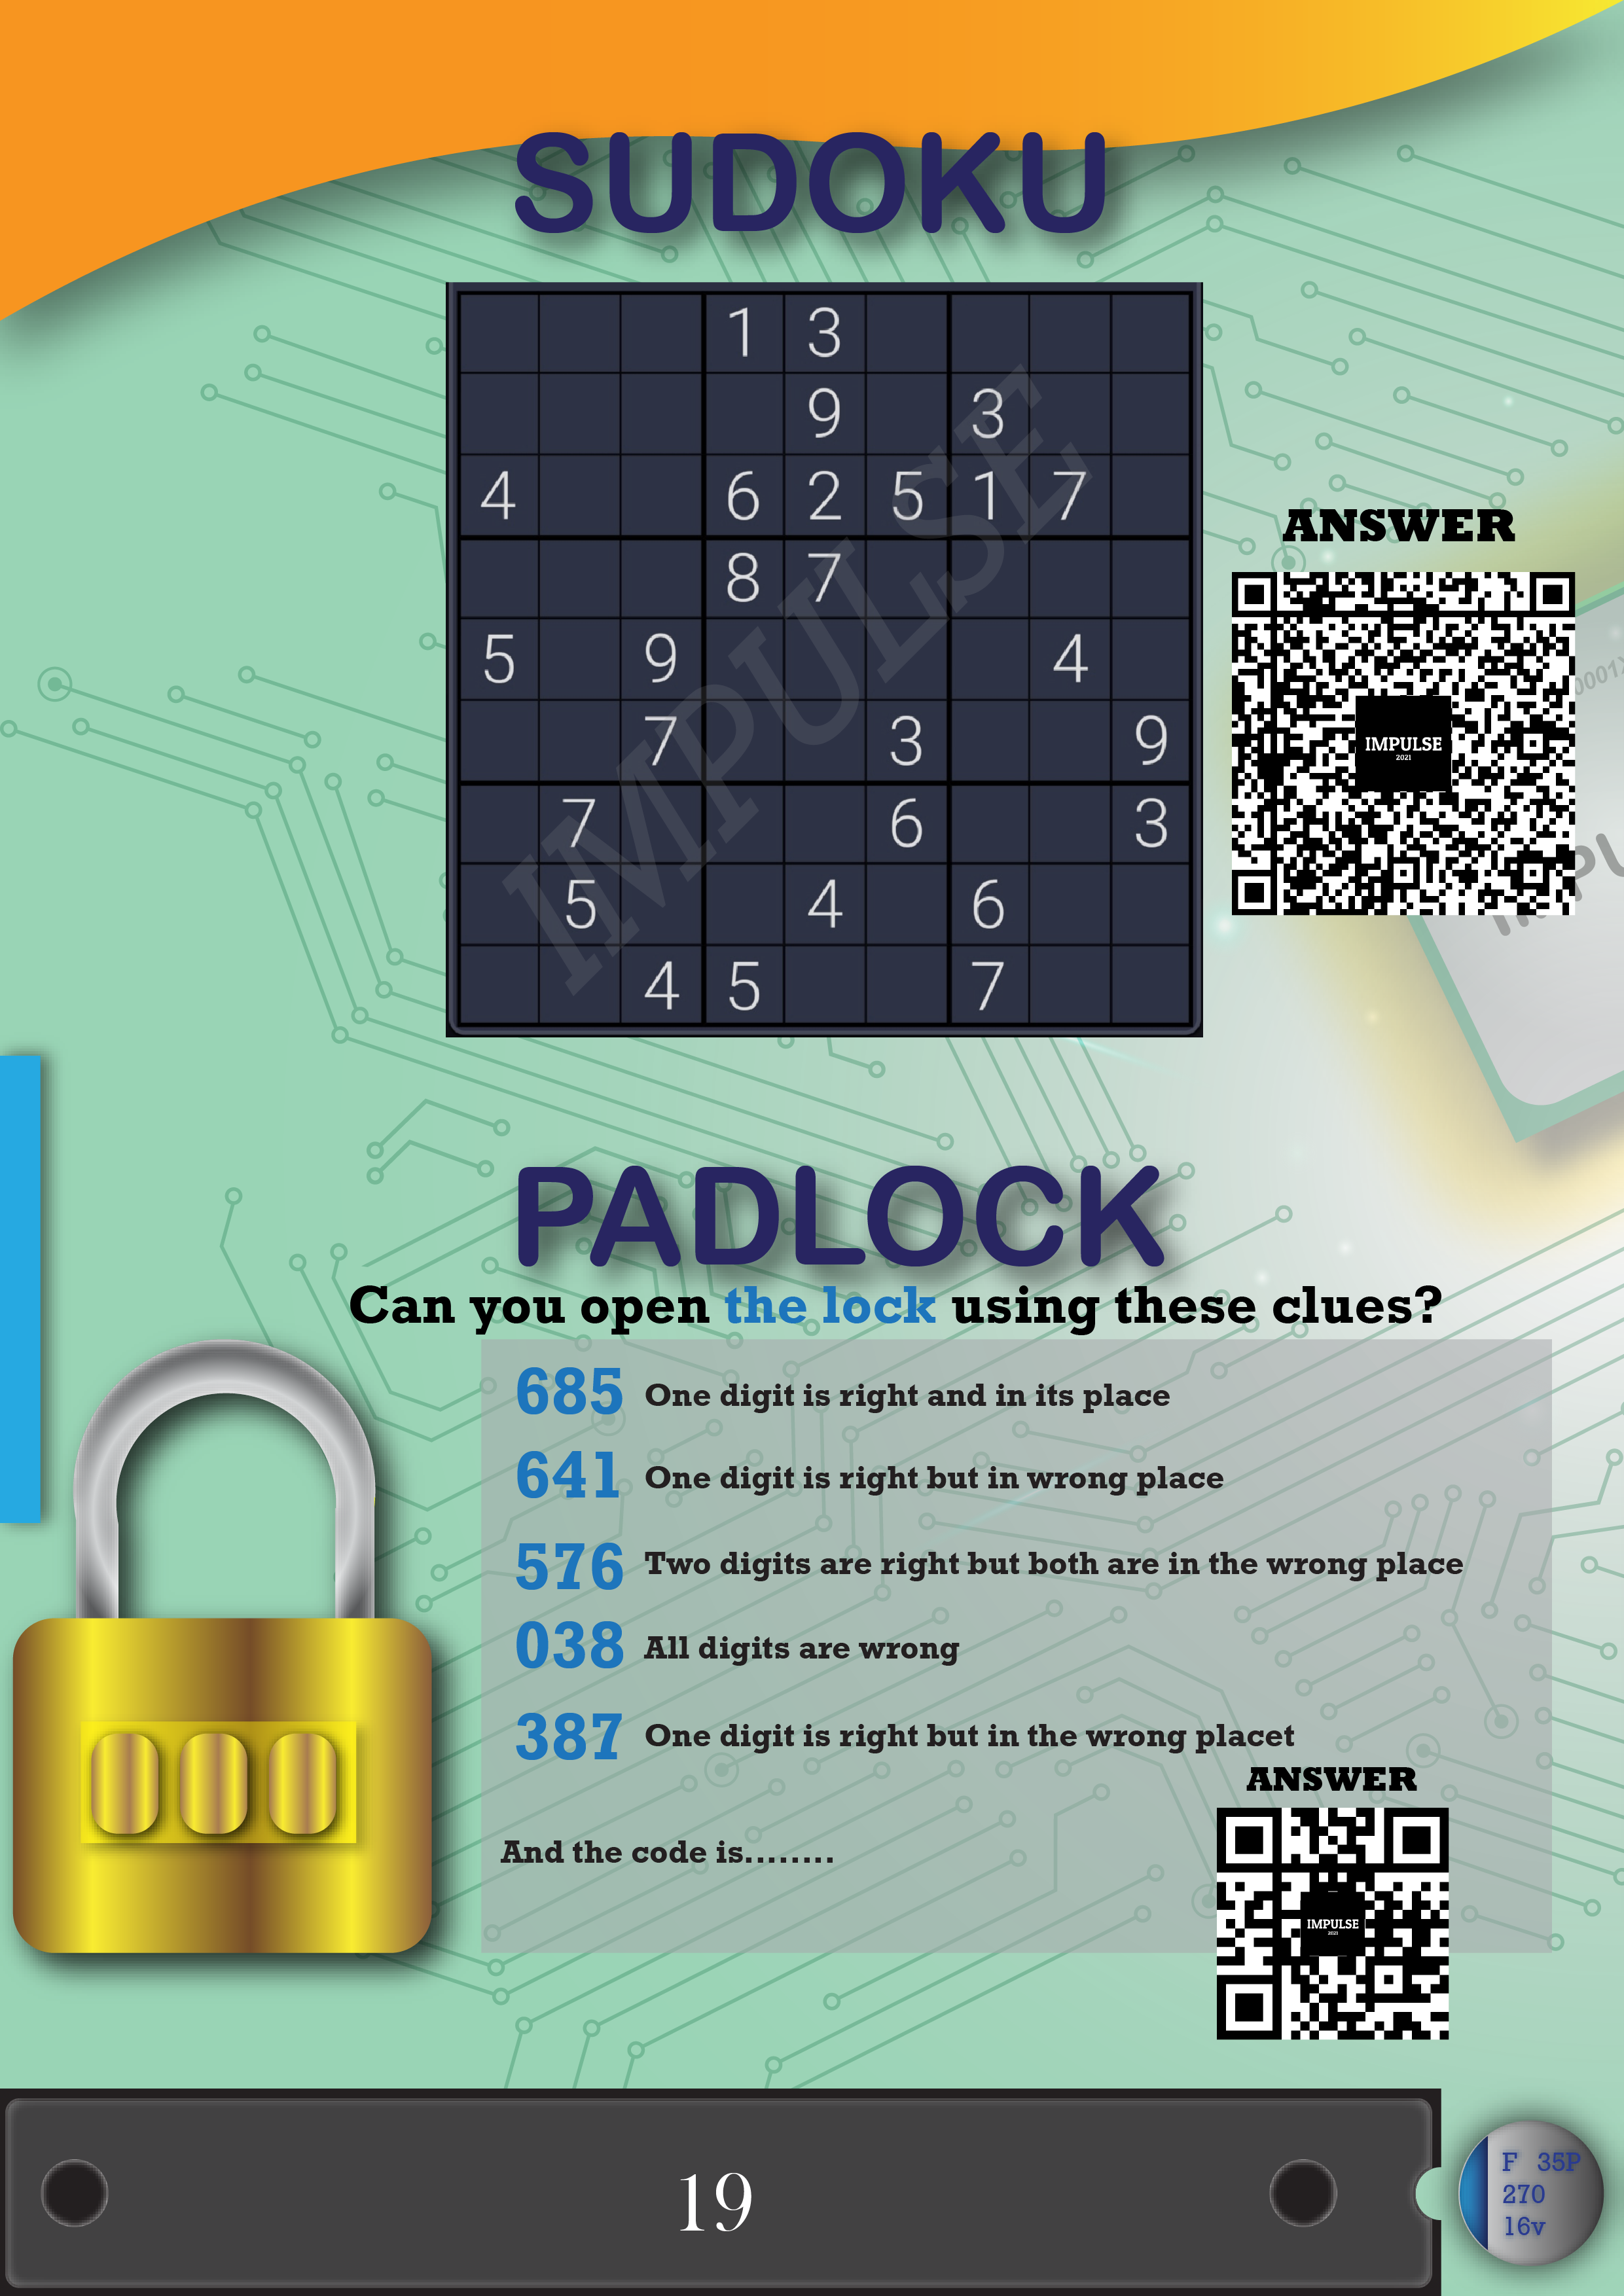 SUDOKU
1 3
9 3
4 6 2 5 1 7
8 7
5 9 4
7 3 9
7 6 3
5 4 6
4 5 7
IMPULSE
ANSWER
IMPULSE
2021
0001
PADLOCK
Can you open the lock using these clues?
685 One digit is right and in its place
641 One digit is right but in wrong place
576 Two digits are right but both are in the wrong place
038 All digits are wrong
387 One digit is right but in the wrong placet
ANSWER
IMPULSE
2021
And the code is........
19
F 35P
270
16v